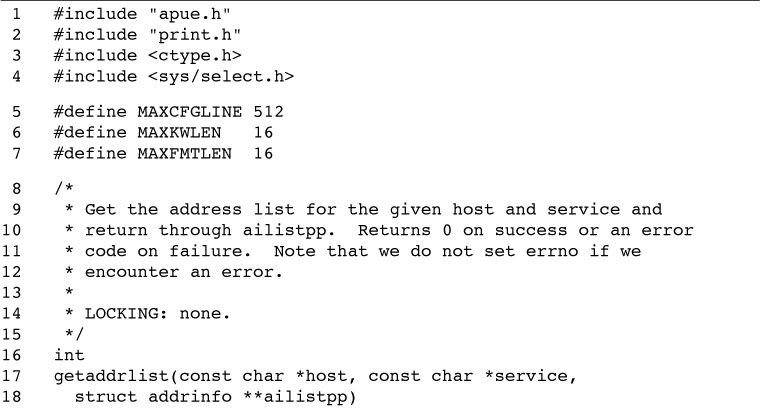 1 #include "apue.h"
2 #include "print.h"
3 #include <ctype.h>
4 #include <sys/select.h>
5 #define MAXCFGLINE 512
6 #define MAXKWLEN 16
7 #define MAXFMTLEN 16
8 /*
9 * Get the address list for the given host and service and
10 * return through ailistpp. Returns 0 on success or an error
11 * code on failure. Note that we do not set errno if we
12 * encounter an error.
13 *
14 * LOCKING: none.
15 */
16 int
17 getaddrlist(const char *host, const char *service,
18 struct addrinfo **ailistpp)